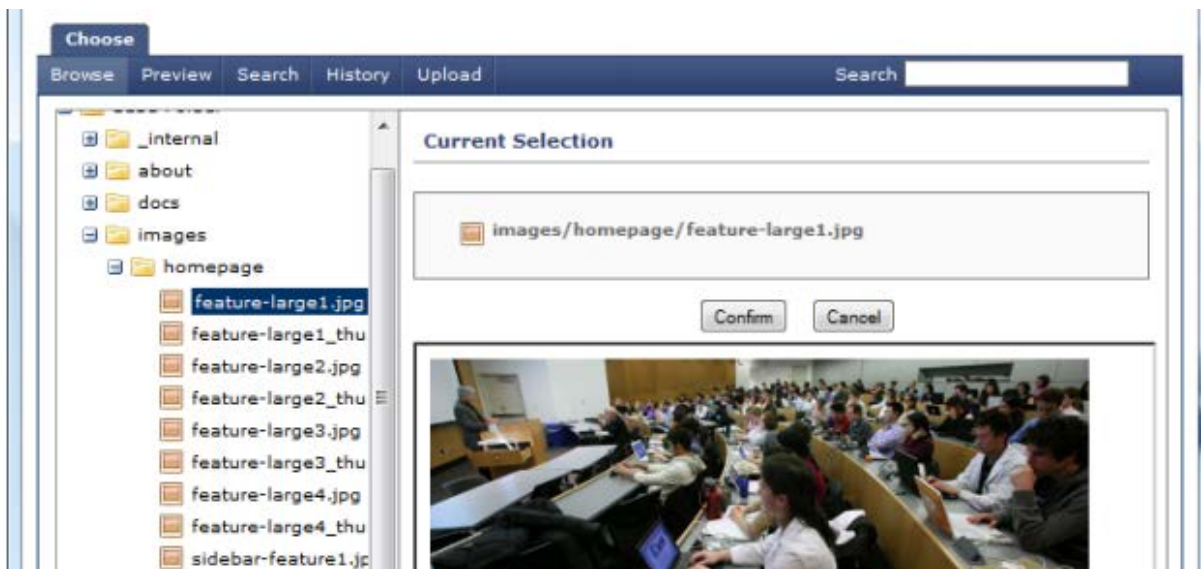 Choose
Browse Preview Search History Upload Search
_internal
about
docs
images
homepage
feature-large1.jpg
feature-large1_thu
feature-large2.jpg
feature-large2_thu
feature-large3.jpg
feature-large3_thu
feature-large4.jpg
feature-large4_thu
sidebar-feature1.jp
Current Selection
images/homepage/feature-large1.jpg
Confirm Cancel